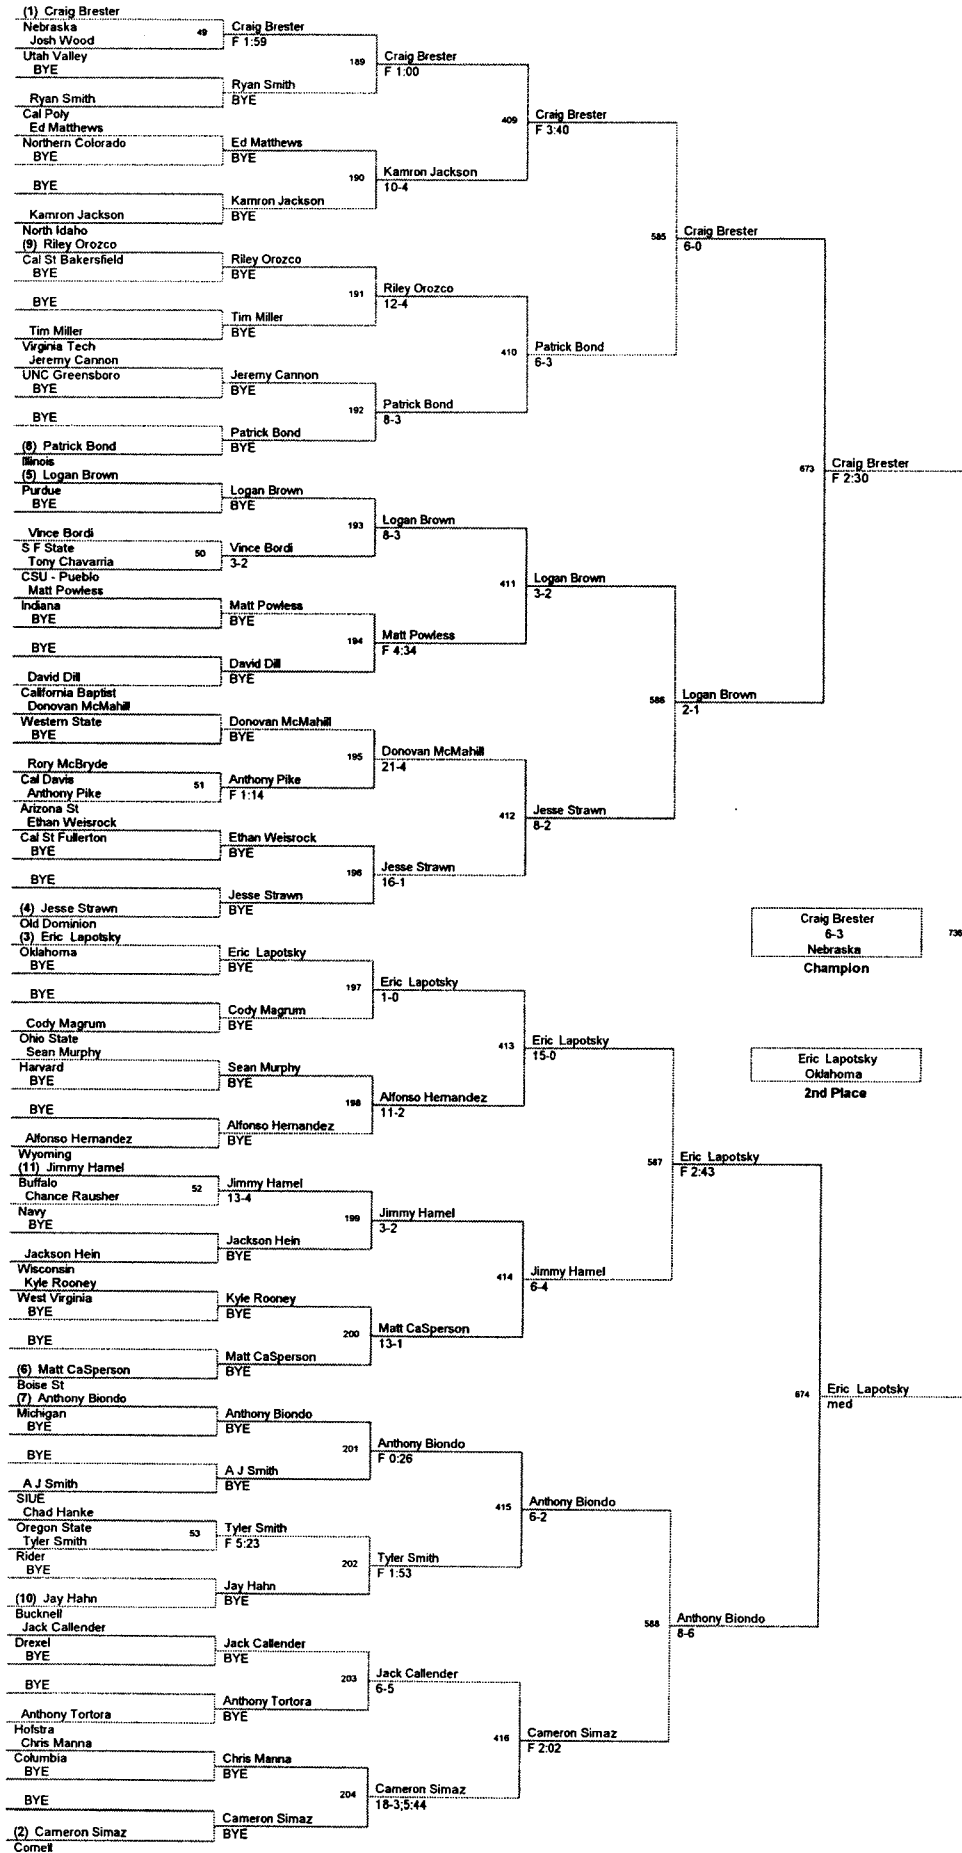 (1) Craig Brester
Nebraska
Josh Wood
Utah Valley
BYE
Ryan Smith
Cal Poly
Ed Matthews
Northern Colorado
BYE
BYE
Kamron Jackson
North Idaho
(9) Riley Orozco
Cal St Bakersfield
BYE
BYE
Tim Miller
Virginia Tech
Jeremy Cannon
UNC Greensboro
BYE
BYE
(8) Patrick Bond
Illinois
(5) Logan Brown
Purdue
BYE
Vince Bordi
S F State
Tony Chavarria
CSU - Pueblo
Matt Powless
Indiana
BYE
BYE
David Dill
California Baptist
Donovan McMahill
Western State
BYE
Rory McBryde
Cal Davis
Anthony Pike
Arizona St
Ethan Weisrock
Cal St Fullerton
BYE
BYE
(4) Jesse Strawn
Old Dominion
(3) Eric Lapotsky
Oklahoma
BYE
BYE
Cody Magrum
Ohio State
Sean Murphy
Harvard
BYE
BYE
Alfonso Hernandez
Wyoming
(11) Jimmy Hamel
Buffalo
Chance Rausher
Navy
BYE
Jackson Hein
Wisconsin
Kyle Rooney
West Virginia
BYE
BYE
(6) Matt CaSperson
Boise St
(7) Anthony Biondo
Michigan
BYE
BYE
A J Smith
SIUE
Chad Hanke
Oregon State
Tyler Smith
Rider
BYE
(10) Jay Hahn
Bucknell
Jack Callender
Drexel
BYE
BYE
Anthony Tortora
Hofstra
Chris Manna
Columbia
BYE
BYE
(2) Cameron Simaz
Cornell
49
50
51
52
53
Craig Brester
F 1:59
Ryan Smith
BYE
Ed Matthews
BYE
Kamron Jackson
BYE
Riley Orozco
BYE
Tim Miller
BYE
Jeremy Cannon
BYE
Patrick Bond
BYE
Logan Brown
BYE
Vince Bordi
3-2
Matt Powless
BYE
David Dill
BYE
Donovan McMahill
BYE
Anthony Pike
F 1:14
Ethan Weisrock
BYE
Jesse Strawn
BYE
Eric Lapotsky
BYE
Cody Magrum
BYE
Sean Murphy
BYE
Alfonso Hernandez
BYE
Jimmy Hamel
13-4
Jackson Hein
BYE
Kyle Rooney
BYE
Matt CaSperson
BYE
Anthony Biondo
BYE
A J Smith
BYE
Tyler Smith
F 5:23
Jay Hahn
BYE
Jack Callender
BYE
Anthony Tortora
BYE
Chris Manna
BYE
Cameron Simaz
BYE
189
190
191
192
193
194
195
196
197
198
199
200
201
202
203
204
Craig Brester
F 1:00
Kamron Jackson
10-4
Riley Orozco
12-4
Patrick Bond
8-3
Logan Brown
8-3
Matt Powless
F 4:34
Donovan McMahill
21-4
Jesse Strawn
16-1
Eric Lapotsky
1-0
Alfonso Hernandez
11-2
Jimmy Hamel
3-2
Matt CaSperson
13-1
Anthony Biondo
F 0:26
Tyler Smith
F 1:53
Jack Callender
6-5
Cameron Simaz
18-3;5:44
409
410
411
412
413
414
415
416
Craig Brester
F 3:40
Patrick Bond
6-3
Logan Brown
3-2
Jesse Strawn
8-2
Eric Lapotsky
15-0
Jimmy Hamel
6-4
Anthony Biondo
6-2
Cameron Simaz
F 2:02
585
586
587
588
Craig Brester
6-0
Logan Brown
2-1
Eric Lapotsky
F 2:43
Anthony Biondo
8-6
673
674
Craig Brester
F 2:30
Eric Lapotsky
med
Craig Brester
6-3
Nebraska
Champion
736
Eric Lapotsky
Oklahoma
2nd Place